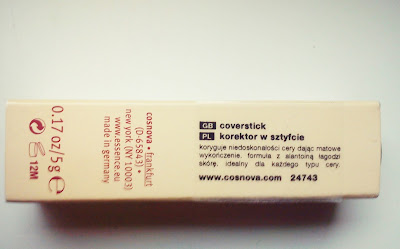 0.17 oz/5g e
12M
cosnova • frankfurt
(D-65843) •
new york (NY 10003)
www.essence.eu
made in germany
GB coverstick
PL korektor w sztyfcie
koryguje niedoskonałości cery dając matowe
wykończenie. formuła z alantoiną łagodzi
skórę. idealny dla każdego typu cery.
www.cosnova.com 24743